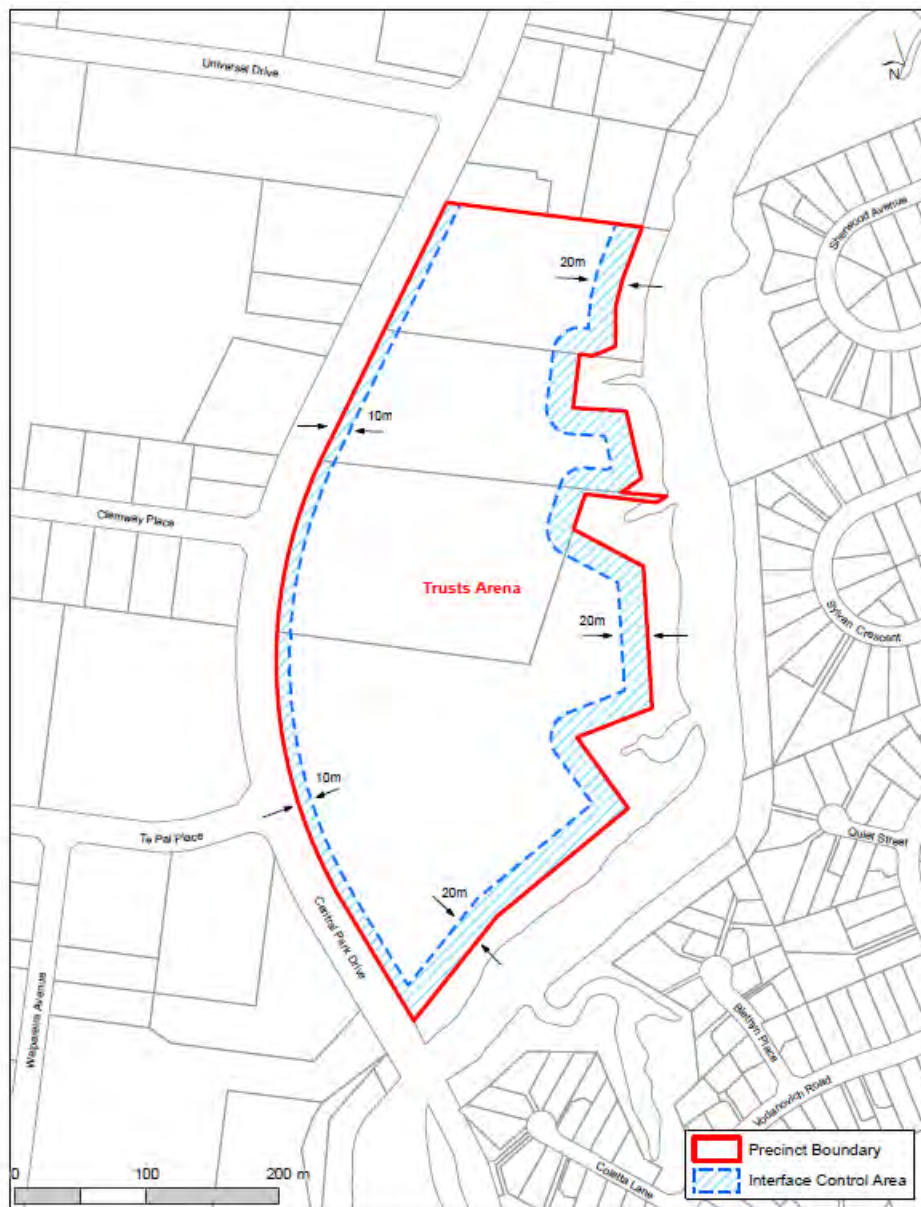 Universal Drive
N
Sherwood Avenue
20m
10m
Clemway Place
Trusts Arena
Sylvan Crescent
20m
10m
Te Pai Place
Quiet Street
20m
Central Park Drive
Waipareira Avenue
Blethyn Place
Vodanovich Road
Coletta Lane
0 100 200 m
Precinct Boundary
Interface Control Area